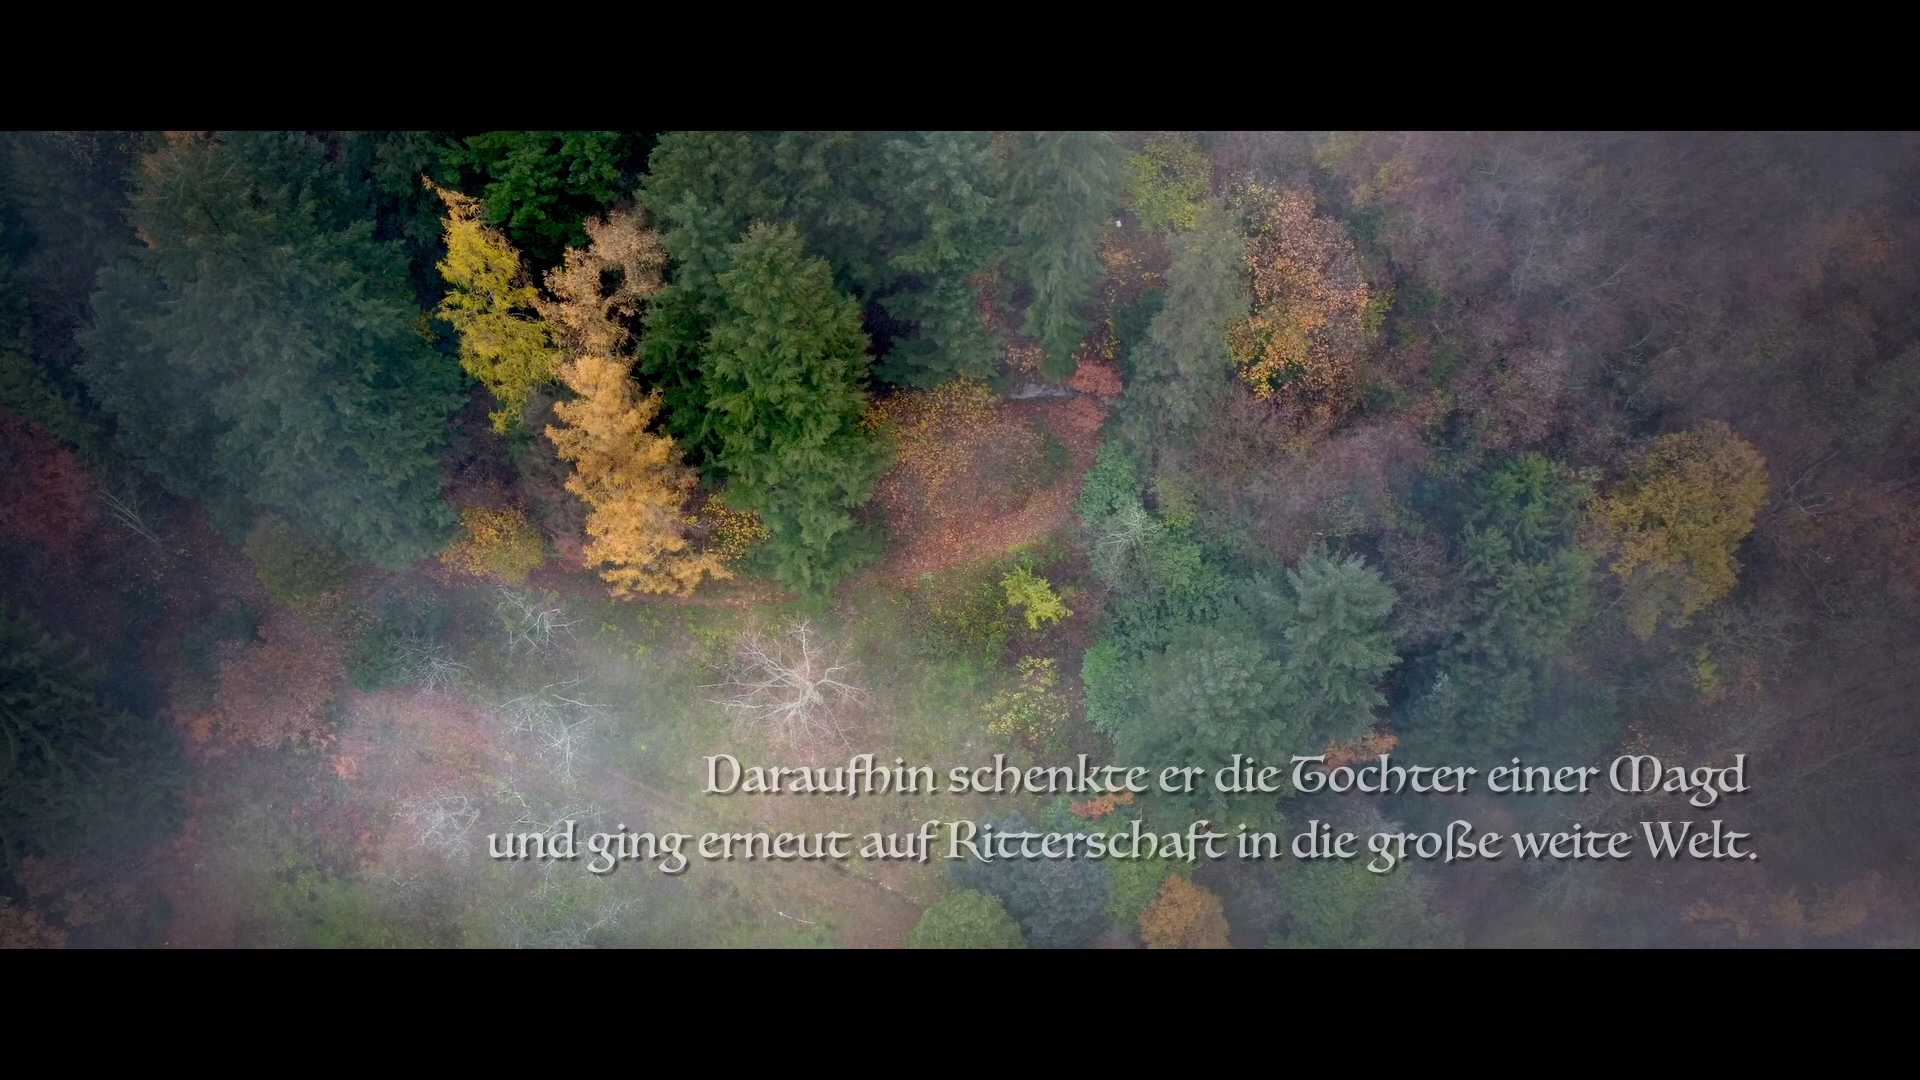 Daraufhin schenkte er die Tochter einer Magd
und ging erneut auf Ritterschaft in die große weite Welt.